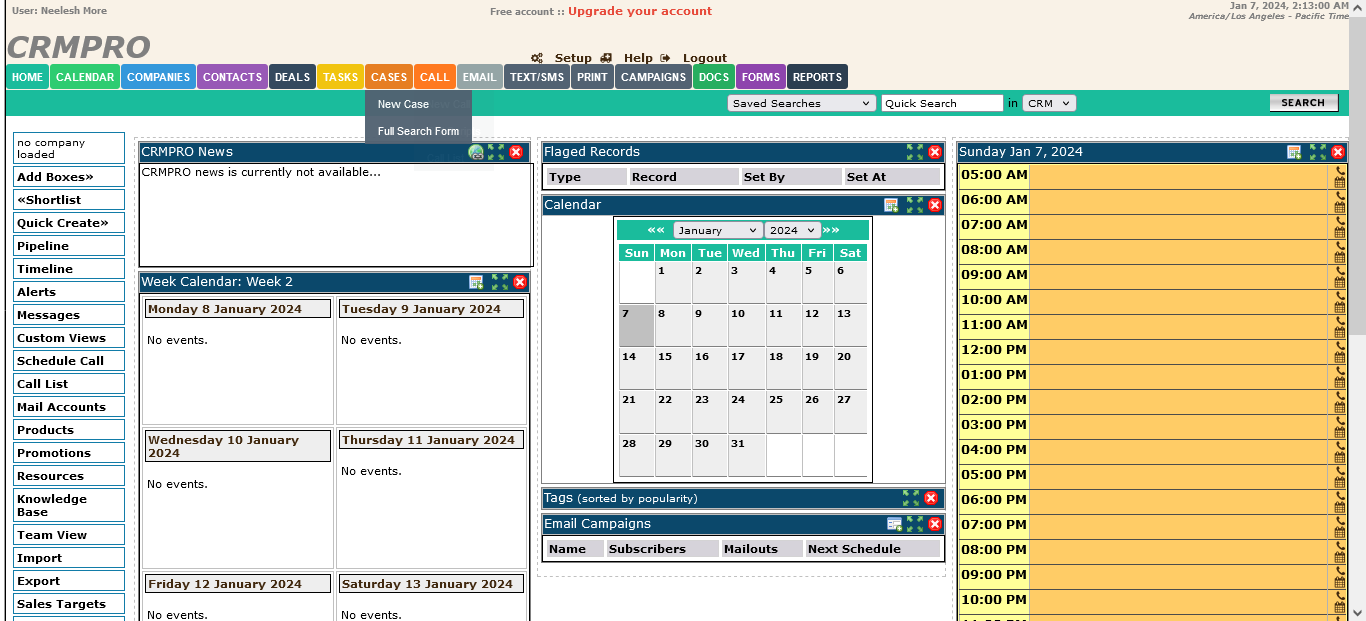 User: Neelesh More
Free account :: Upgrade your account
Jan 7, 2024, 2:13:00 AM
America/Los Angeles - Pacific Time
CRMPRO
Setup Help Logout
HOME CALENDAR COMPANIES CONTACTS DEALS TASKS CASES CALL EMAIL TEXT/SMS PRINT CAMPAIGNS DOCS FORMS REPORTS
New Case
Full Search Form
Saved Searches Quick Search in CRM SEARCH
no company
loaded
Add Boxes»
«Shortlist
Quick Create»
Pipeline
Timeline
Alerts
Messages
Custom Views
Schedule Call
Call List
Mail Accounts
Products
Promotions
Resources
Knowledge
Base
Team View
Import
Export
Sales Targets
CRMPRO News
CRMPRO news is currently not available...
Week Calendar: Week 2
Monday 8 January 2024
No events.
Tuesday 9 January 2024
No events.
Wednesday 10 January
2024
No events.
Thursday 11 January 2024
No events.
Friday 12 January 2024
No events.
Saturday 13 January 2024
No events.
Flaged Records
Type Record Set By Set At
Calendar
«« January 2024 »»
Sun Mon Tue Wed Thu Fri Sat
1 2 3 4 5 6
7 8 9 10 11 12 13
14 15 16 17 18 19 20
21 22 23 24 25 26 27
28 29 30 31
Tags (sorted by popularity)
Email Campaigns
Name Subscribers Mailouts Next Schedule
Sunday Jan 7, 2024
05:00 AM
06:00 AM
07:00 AM
08:00 AM
09:00 AM
10:00 AM
11:00 AM
12:00 PM
01:00 PM
02:00 PM
03:00 PM
04:00 PM
05:00 PM
06:00 PM
07:00 PM
08:00 PM
09:00 PM
10:00 PM